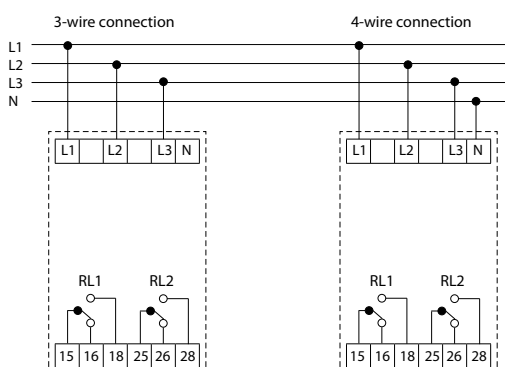 3-wire connection 4-wire connection
L1
L2
L3
N
L1 L2 L3 N L1 L2 L3 N
RL1 RL2 RL1 RL2
15 16 18 25 26 28 15 16 18 25 26 28